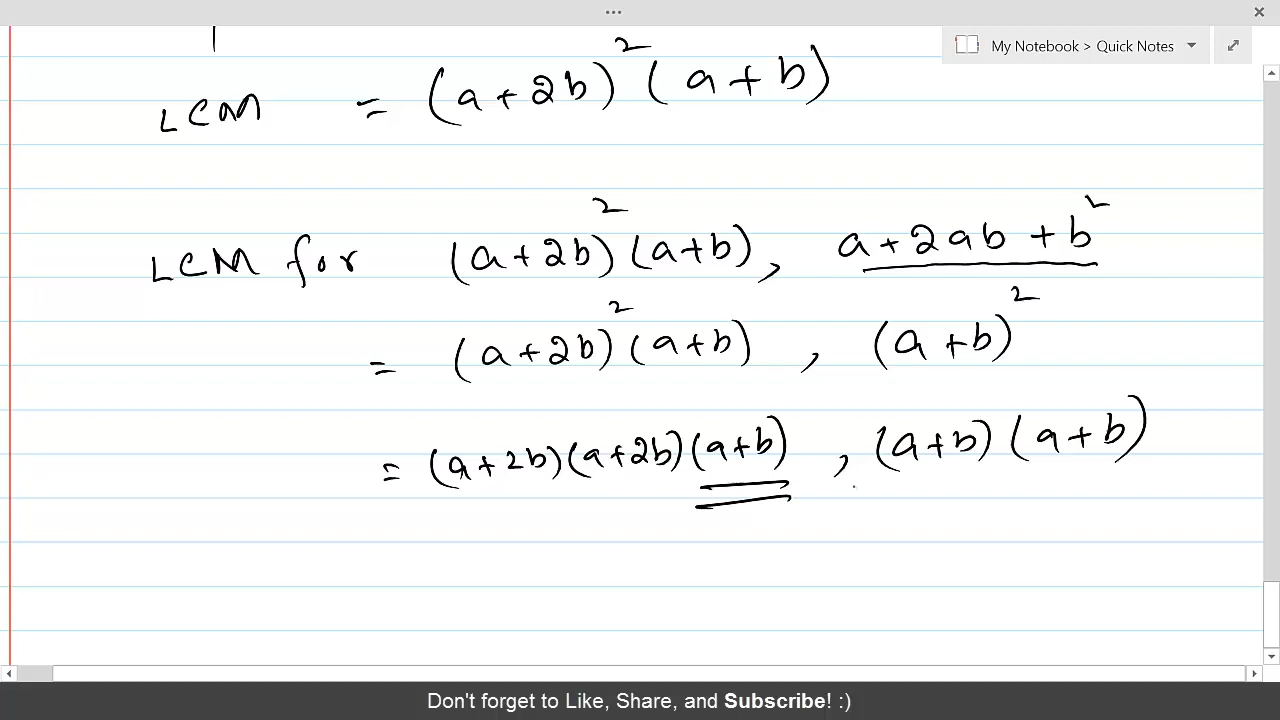 ...
My Notebook > Quick Notes
LCM = (a+2b)² (a+b)
LCM for (a+2b)² (a+b), a+2ab+b²
= (a+2b)² (a+b) , (a+b)²
= (a+2b)(a+2b)(a+b) , (a+b)(a+b)
Don't forget to Like, Share, and Subscribe! :)